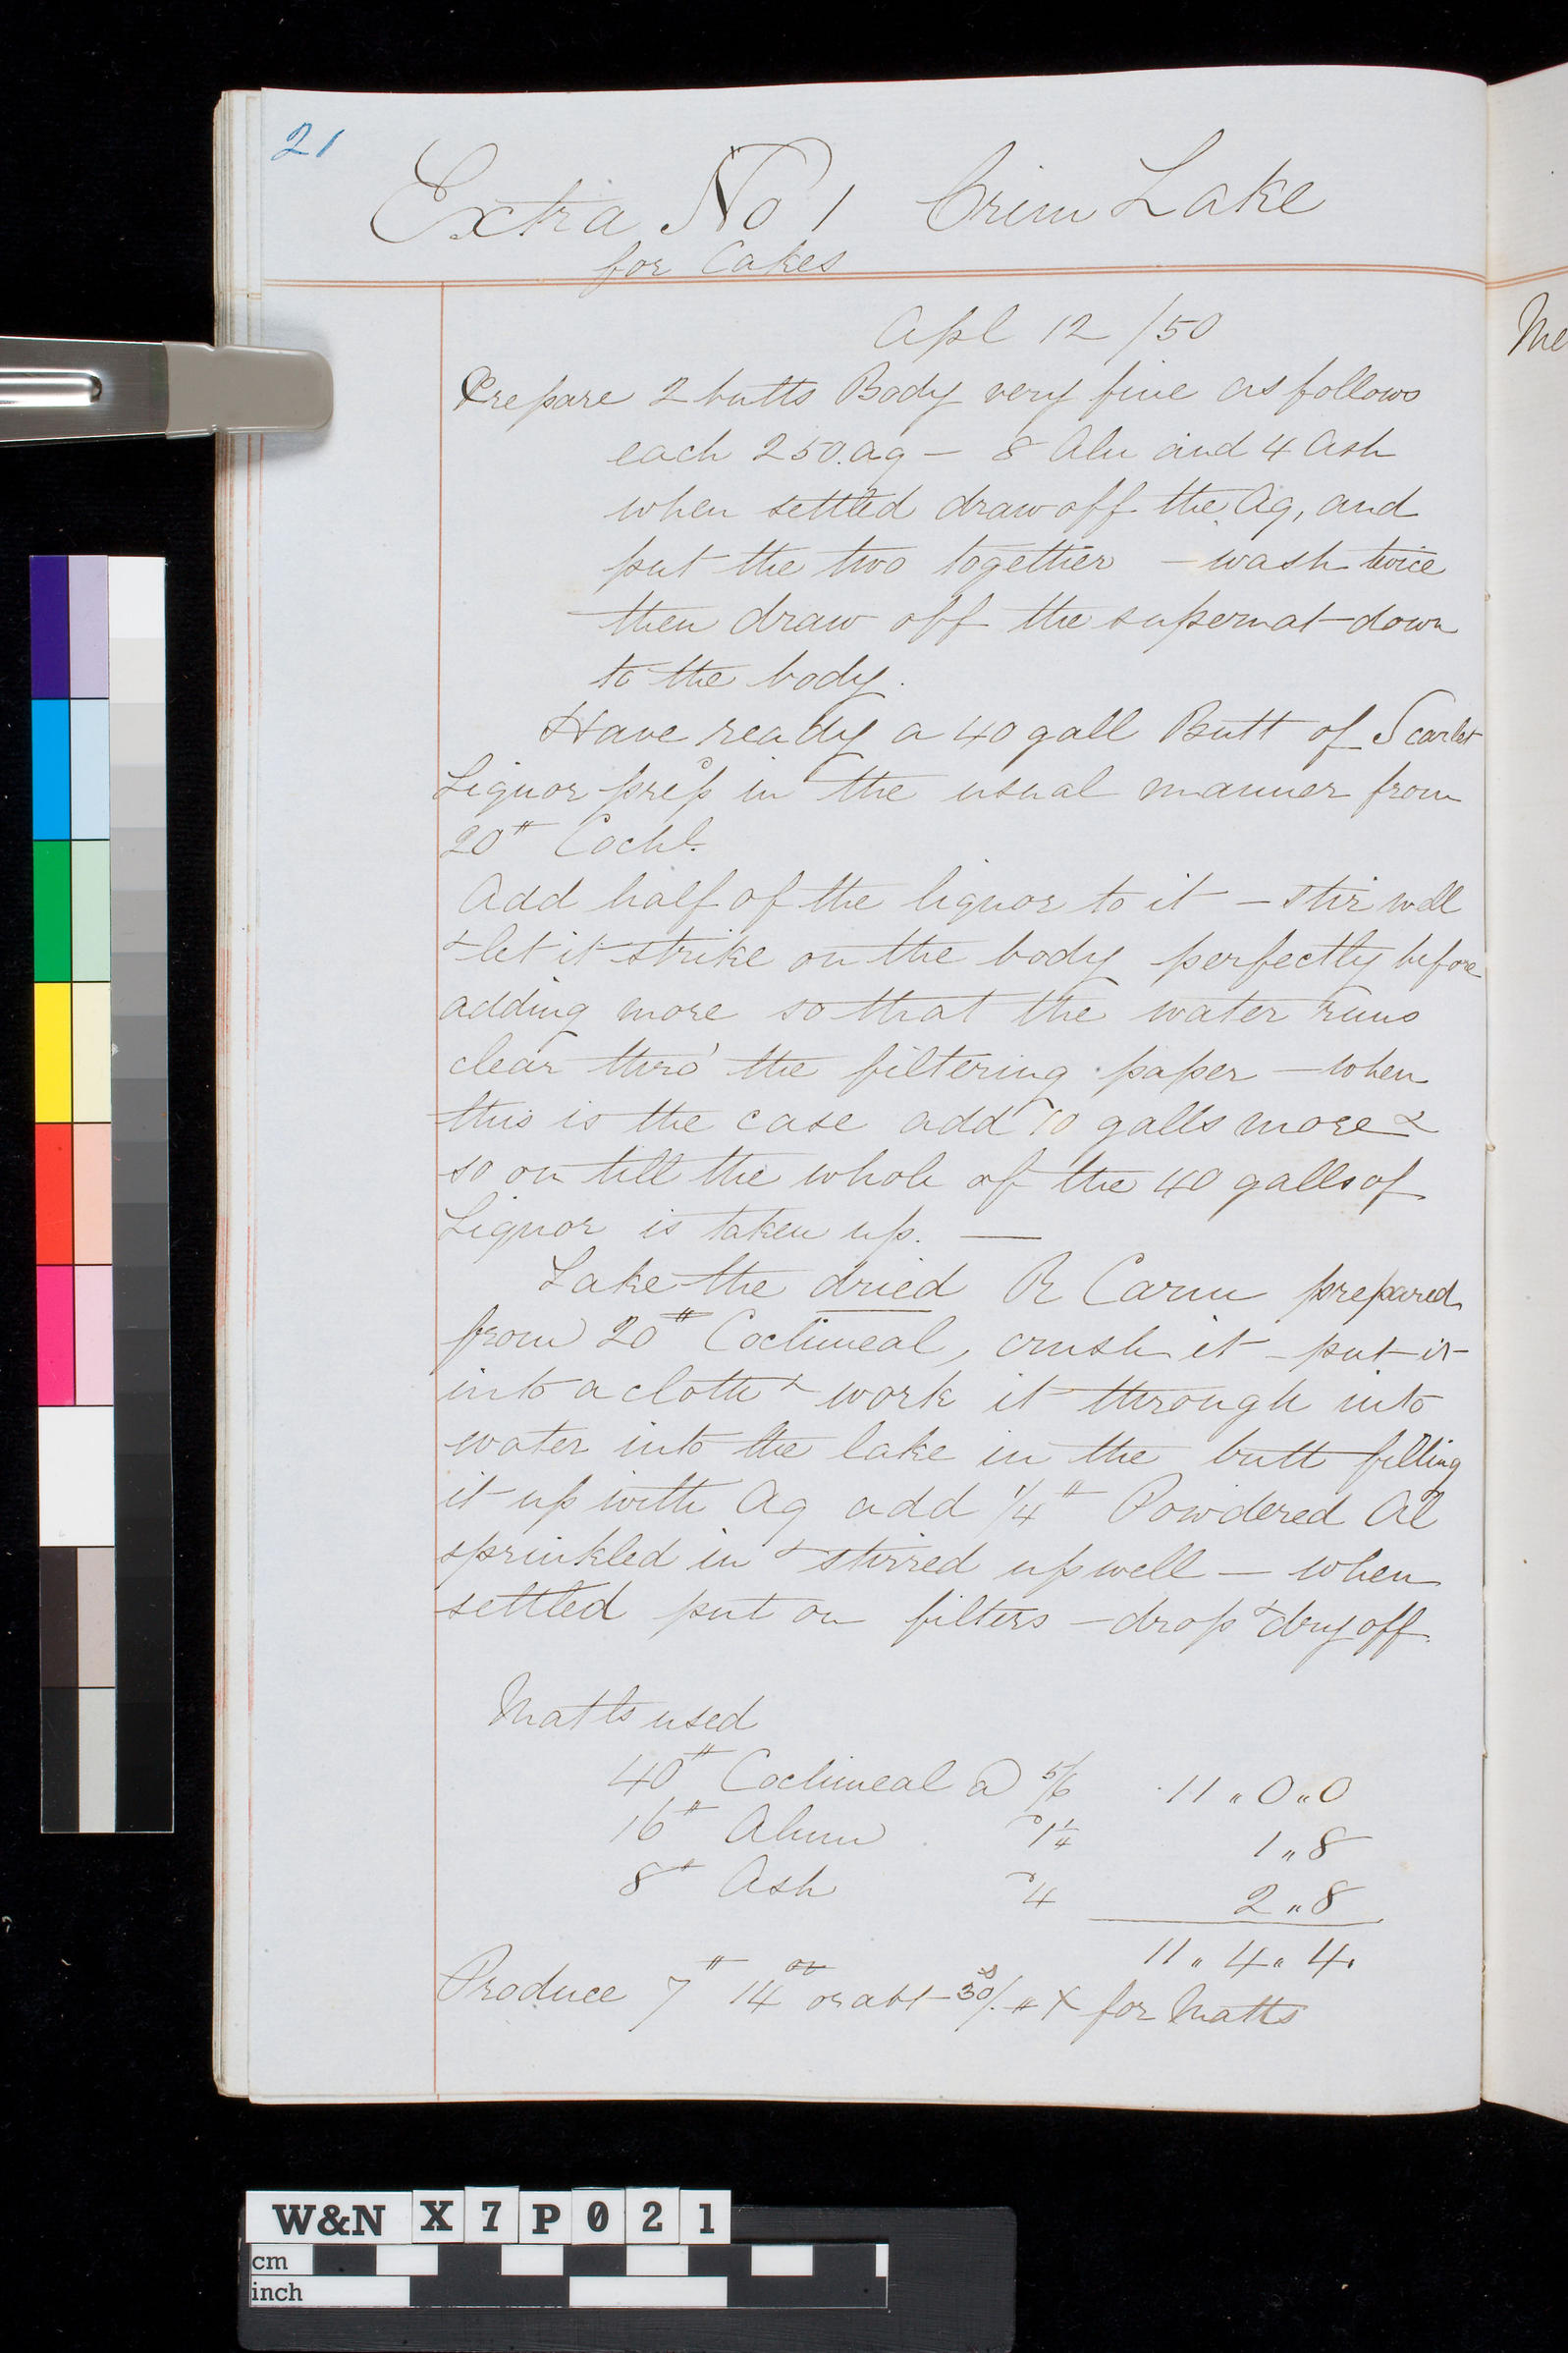 21
Extra No 1 Crim Lake
for Cakes
Apl 12 /50
Prepare 2 butts Body very fine as follows
each 250. aq — 8 Alu and 4 Ash
when settled draw off the Aq, and
put the two together — wash twice
then draw off the supernat down
to the body.
Me
Have ready a 40 gall Butt of Scarlet
Liquor prep in the usual manner from
20# Cochl.
Add half of the liquor to it — stir well
& let it strike on the body perfectly before
adding more so that the water runs
clear thro' the filtering paper — when
this is the case add 10 galls more &
so on till the whole of the 40 galls of
Liquor is taken up. —
Take the dried R Carm prepared
from 20# Cochineal, crush it — put it
into a cloth & work it through into
water into the lake in the butt filling
it up with Aq add 1/4# Powdered Al
sprinkled in & stirred up well — when
settled put on filters — drop & dry off.
Matls used
40# Cochineal @ 5/6 11 " 0 " 0
16# Alum 1 1/4 1 " 8
8# Ash 4 2 " 8
11 " 4 " 4.
Produce 7# 14 oz or abt 30/. # for Matls
W&N X 7 P 0 2 1
cm
inch